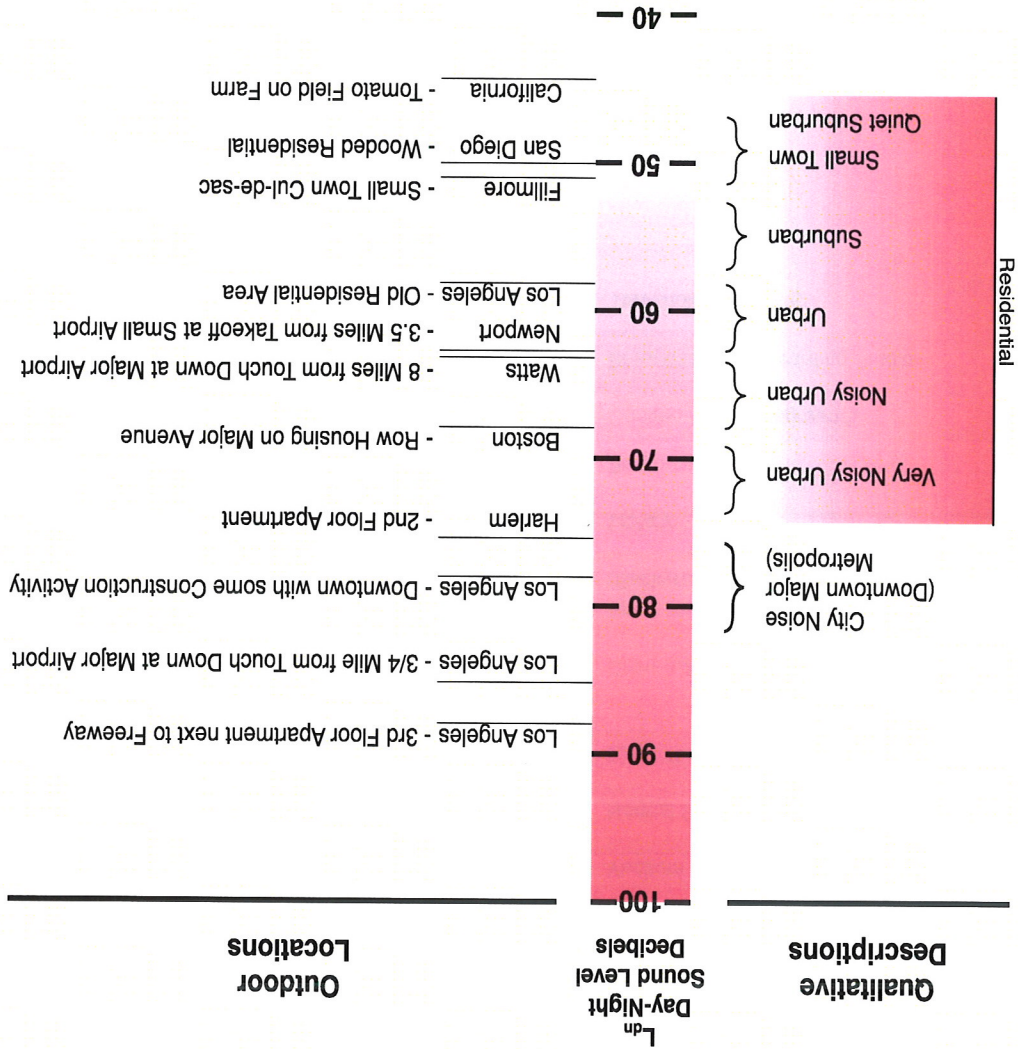 Qualitative
Descriptions
L dn
Day-Night
Sound Level
Decibels
Outdoor
Locations
100
90
80
70
60
50
40
Los Angeles - 3rd Floor Apartment next to Freeway
Los Angeles - 3/4 Mile from Touch Down at Major Airport
Los Angeles - Downtown with some Construction Activity
Harlem - 2nd Floor Apartment
Boston - Row Housing on Major Avenue
Watts - 8 Miles from Touch Down at Major Airport
Newport - 3.5 Miles from Takeoff at Small Airport
Los Angeles - Old Residential Area
Fillmore - Small Town Cul-de-sac
San Diego - Wooded Residential
California - Tomato Field on Farm
City Noise
(Downtown Major
Metropolis)
Very Noisy Urban
Noisy Urban
Urban
Suburban
Small Town
Quiet Suburban
Residential